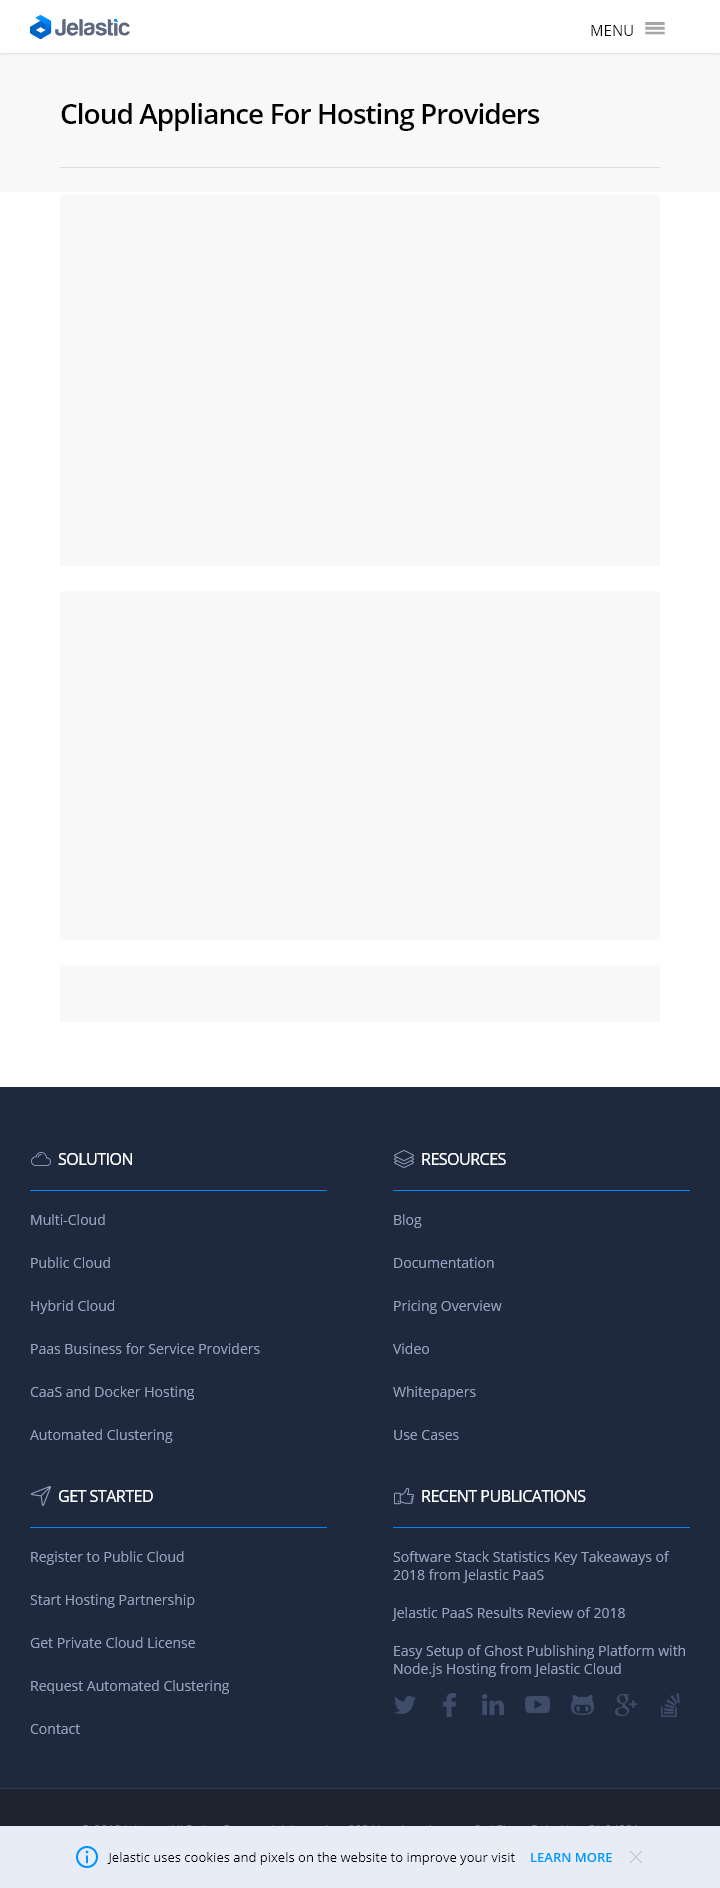 Jelastic
MENU
Cloud Appliance For Hosting Providers
SOLUTION
Multi-Cloud
Public Cloud
Hybrid Cloud
Paas Business for Service Providers
CaaS and Docker Hosting
Automated Clustering
RESOURCES
Blog
Documentation
Pricing Overview
Video
Whitepapers
Use Cases
GET STARTED
Register to Public Cloud
Start Hosting Partnership
Get Private Cloud License
Request Automated Clustering
Contact
RECENT PUBLICATIONS
Software Stack Statistics Key Takeaways of
2018 from Jelastic PaaS
Jelastic PaaS Results Review of 2018
Easy Setup of Ghost Publishing Platform with
Node.js Hosting from Jelastic Cloud
Jelastic uses cookies and pixels on the website to improve your visit LEARN MORE